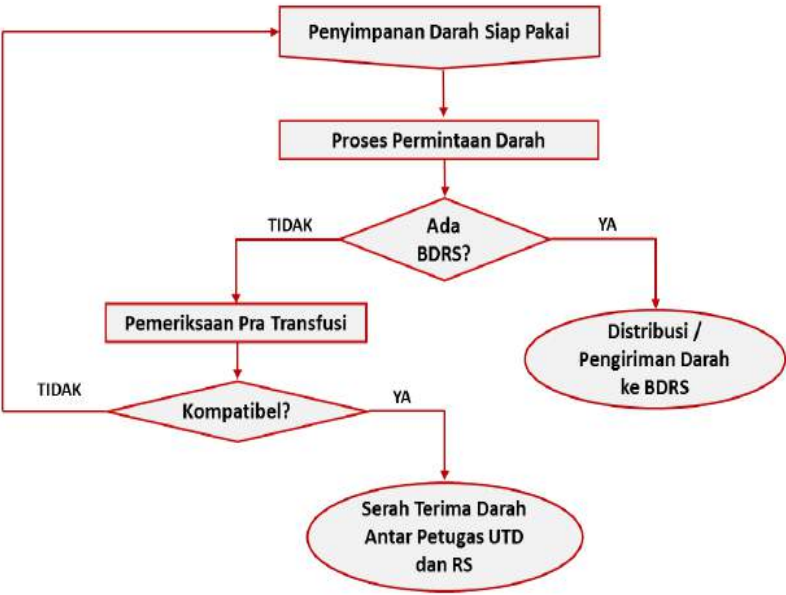 Penyimpanan Darah Siap Pakai
Proses Permintaan Darah
Ada
BDRS?
TIDAK
YA
Pemeriksaan Pra Transfusi
Distribusi /
Pengiriman Darah
ke BDRS
Kompatibel?
TIDAK
YA
Serah Terima Darah
Antar Petugas UTD
dan RS